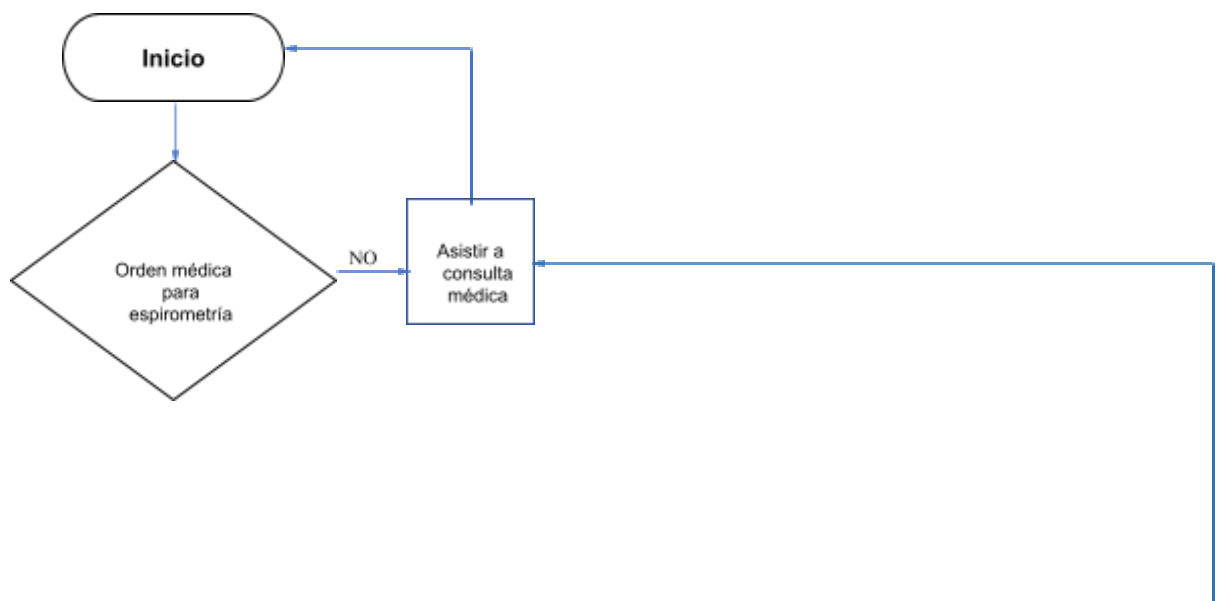 Inicio
Orden médica
para
espirometría
NO
Asistir a
consulta
médica